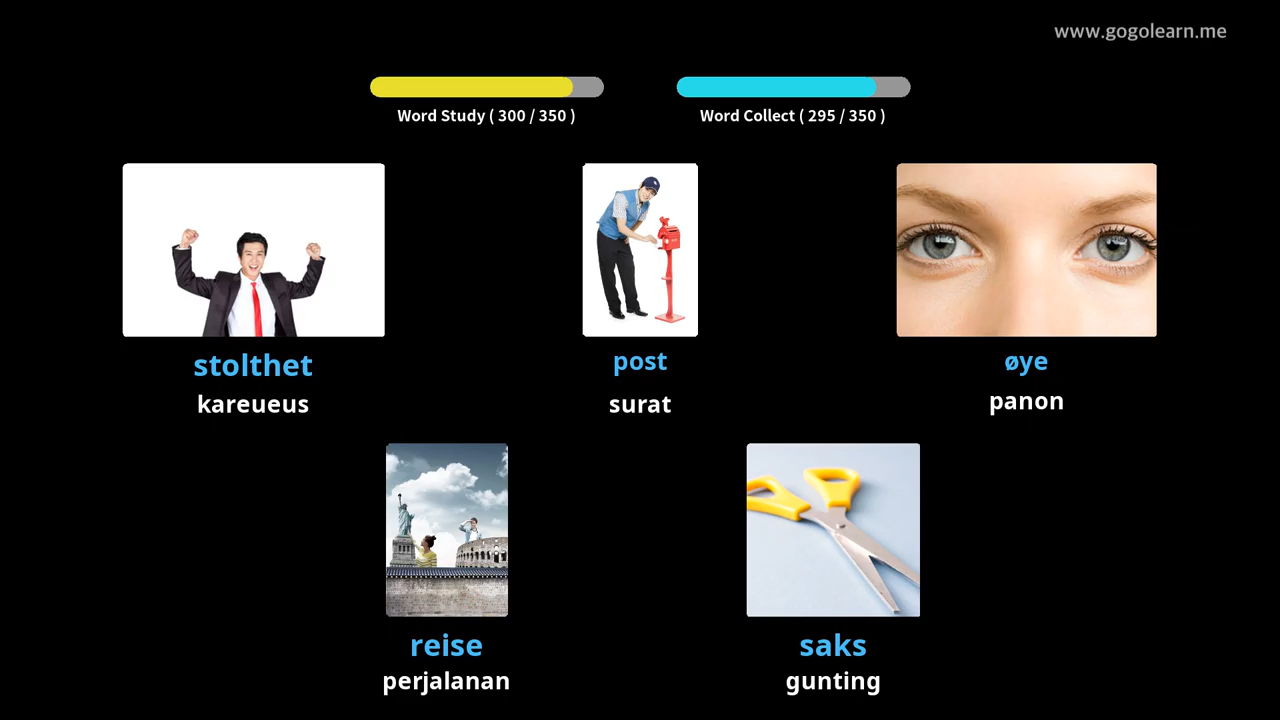 www.gogolearn.me
Word Study ( 300 / 350 )
Word Collect ( 295 / 350 )
stolthet
kareueus
post
surat
øye
panon
reise
perjalanan
saks
gunting